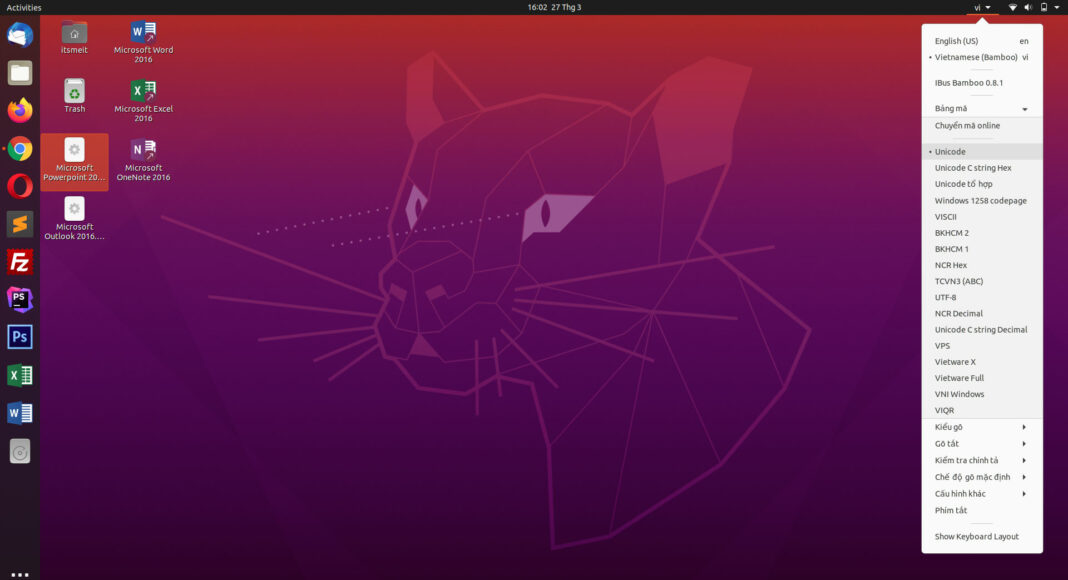 Activities
16:02 27 Thg 3
vi
itsmeit
Microsoft Word
2016
Trash
Microsoft Excel
2016
Microsoft
Powerpoint 20...
Microsoft
OneNote 2016
Microsoft
Outlook 2016....
English (US) en
Vietnamese (Bamboo) vi
IBus Bamboo 0.8.1
Bảng mã
Chuyển mã online
Unicode
Unicode C string Hex
Unicode tổ hợp
Windows 1258 codepage
VISCII
BKHCM 2
BKHCM 1
NCR Hex
TCVN3 (ABC)
UTF-8
NCR Decimal
Unicode C string Decimal
VPS
Vietware X
Vietware Full
VNI Windows
VIQR
Kiểu gõ
Gõ tắt
Kiểm tra chính tả
Chế độ gõ mặc định
Cấu hình khác
Phím tắt
Show Keyboard Layout
Fz
PS
Ps
X
W
W
X
N